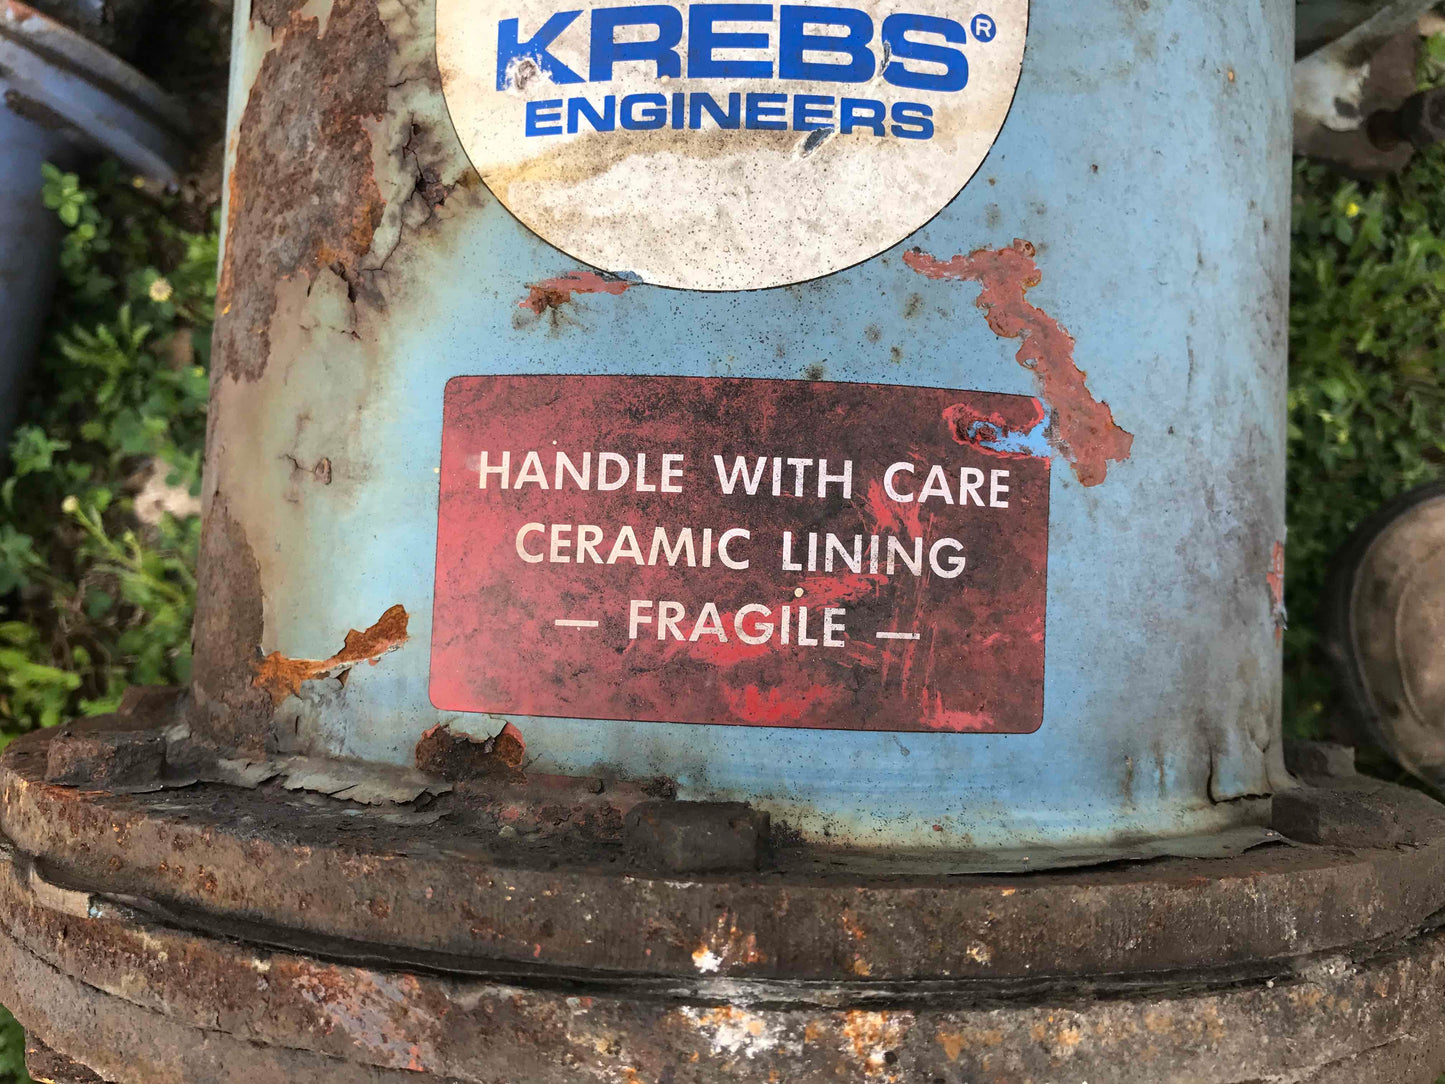 KREBS®
ENGINEERS
HANDLE WITH CARE
CERAMIC LINING
— FRAGILE —